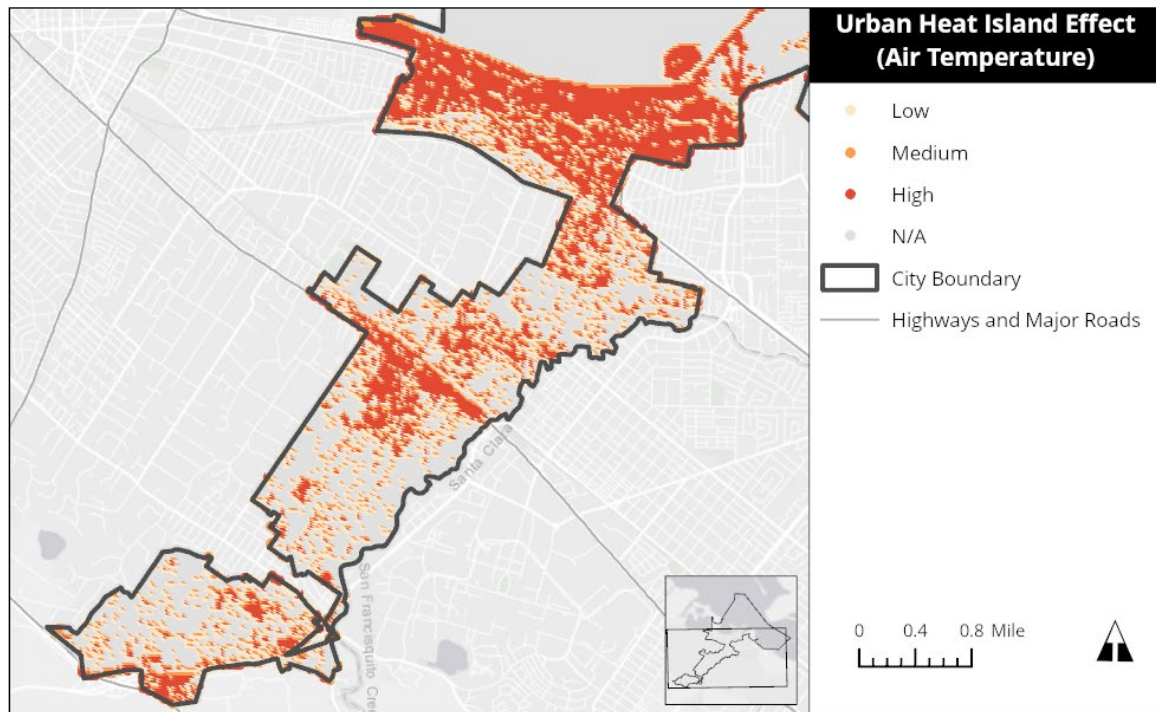 Urban Heat Island Effect
(Air Temperature)
Low
Medium
High
N/A
City Boundary
Highways and Major Roads
Santa Clara
San Francisquito Cree
0 0.4 0.8 Mile